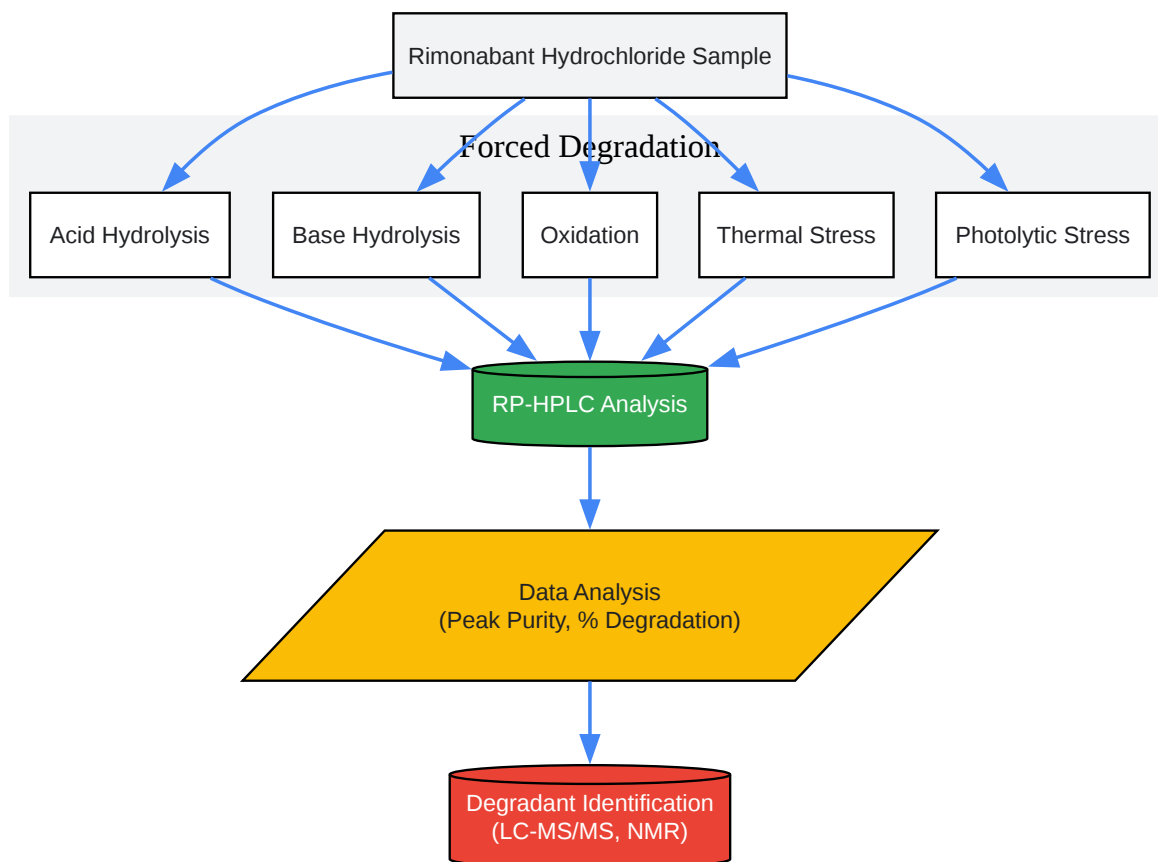 Rimonabant Hydrochloride Sample
Forced Degradation
Acid Hydrolysis
Base Hydrolysis
Oxidation
Thermal Stress
Photolytic Stress
RP-HPLC Analysis
Data Analysis
(Peak Purity, % Degradation)
Degradant Identification
(LC-MS/MS, NMR)